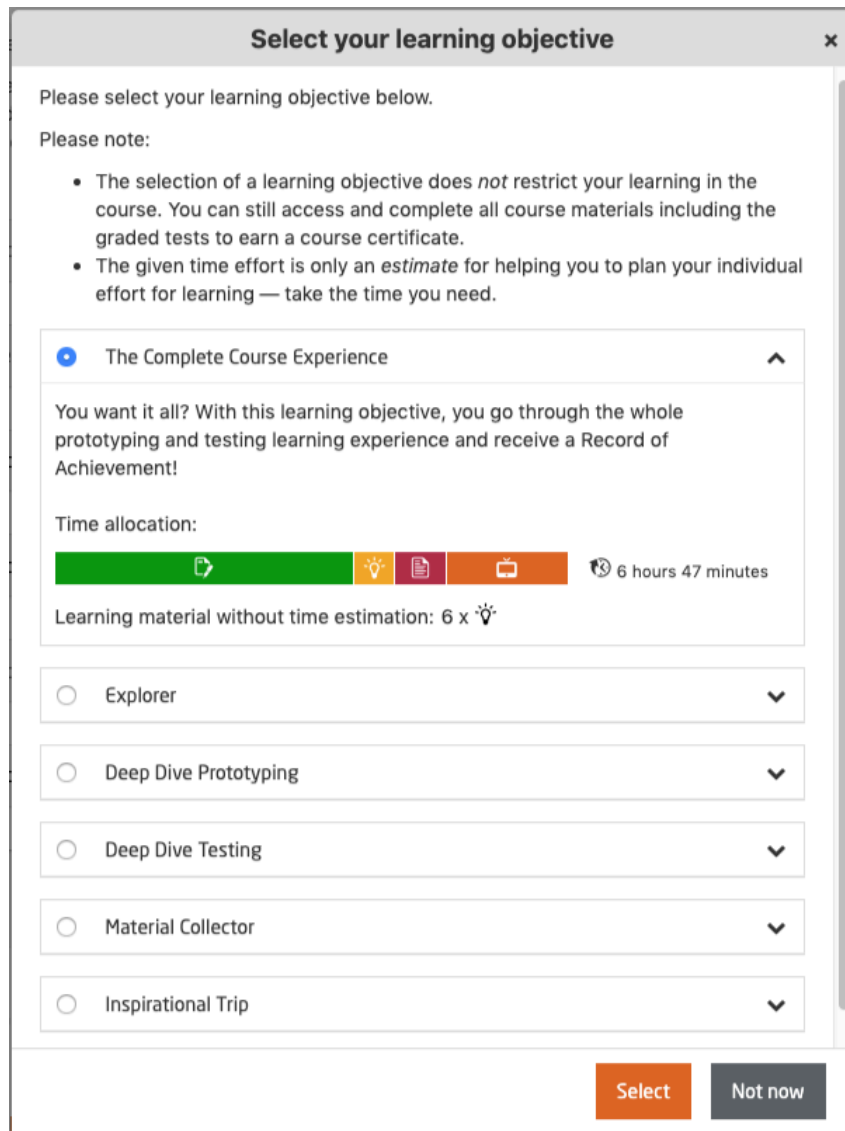 Select your learning objective
×
Please select your learning objective below.
Please note:
• The selection of a learning objective does not restrict your learning in the
course. You can still access and complete all course materials including the
graded tests to earn a course certificate.
• The given time effort is only an estimate for helping you to plan your individual
effort for learning — take the time you need.
The Complete Course Experience
You want it all? With this learning objective, you go through the whole
prototyping and testing learning experience and receive a Record of
Achievement!
Time allocation:
6 hours 47 minutes
Learning material without time estimation: 6 x
Explorer
Deep Dive Prototyping
Deep Dive Testing
Material Collector
Inspirational Trip
Select
Not now